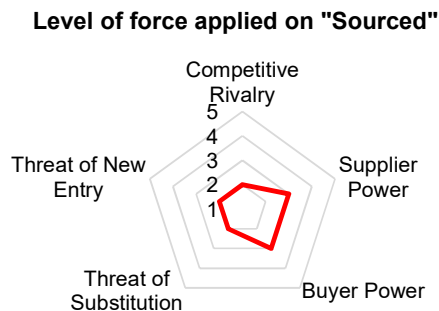 Level of force applied on "Sourced"
Competitive
Rivalry
5
4
3
2
1
Threat of New
Entry
Supplier
Power
Threat of
Substitution
Buyer Power